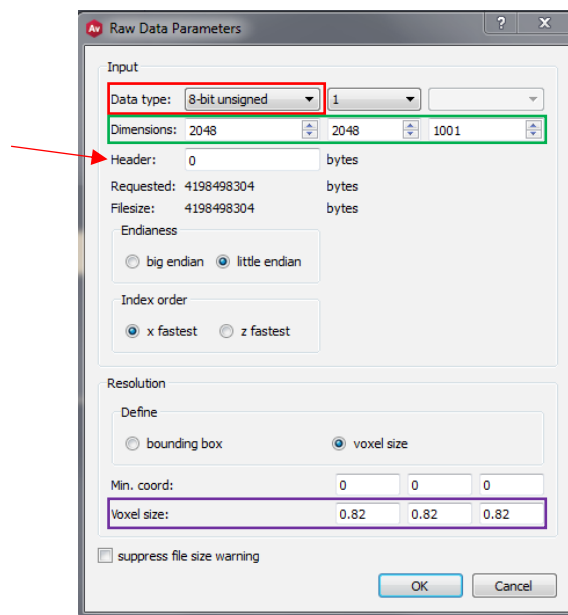 Av Raw Data Parameters ? X
Input
Data type: 8-bit unsigned 1
Dimensions: 2048 2048 1001
Header: 0 bytes
Requested: 4198498304 bytes
Filesize: 4198498304 bytes
Endianess
big endian little endian
Index order
x fastest z fastest
Resolution
Define
bounding box voxel size
Min. coord: 0 0 0
Voxel size: 0.82 0.82 0.82
suppress file size warning
OK Cancel